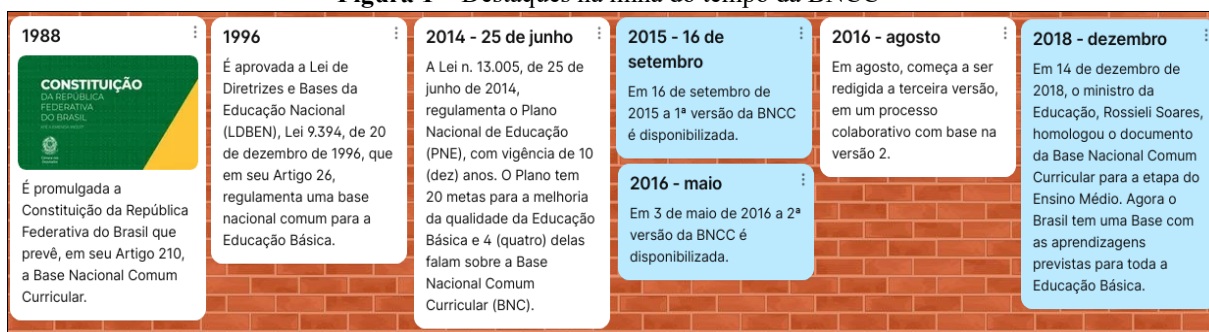 Figura 1 – Destaques na linha do tempo da BNCC
1988
CONSTITUIÇÃO
DA REPÚBLICA
FEDERATIVA
DO BRASIL
É promulgada a
Constituição da República
Federativa do Brasil que
prevê, em seu Artigo 210,
a Base Nacional Comum
Curricular.
1996
É aprovada a Lei de
Diretrizes e Bases da
Educação Nacional
(LDBEN), Lei 9.394, de 20
de dezembro de 1996, que
em seu Artigo 26,
regulamenta uma base
nacional comum para a
Educação Básica.
2014 - 25 de junho
A Lei n. 13.005, de 25 de
junho de 2014,
regulamenta o Plano
Nacional de Educação
(PNE), com vigência de 10
(dez) anos. O Plano tem
20 metas para a melhoria
da qualidade da Educação
Básica e 4 (quatro) delas
falam sobre a Base
Nacional Comum
Curricular (BNC).
2015 - 16 de
setembro
Em 16 de setembro de
2015 a 1ª versão da BNCC
é disponibilizada.
2016 - maio
Em 3 de maio de 2016 a 2ª
versão da BNCC é
disponibilizada.
2016 - agosto
Em agosto, começa a ser
redigida a terceira versão,
em um processo
colaborativo com base na
versão 2.
2018 - dezembro
Em 14 de dezembro de
2018, o ministro da
Educação, Rossieli Soares,
homologou o documento
da Base Nacional Comum
Curricular para a etapa do
Ensino Médio. Agora o
Brasil tem uma Base com
as aprendizagens
previstas para toda a
Educação Básica.